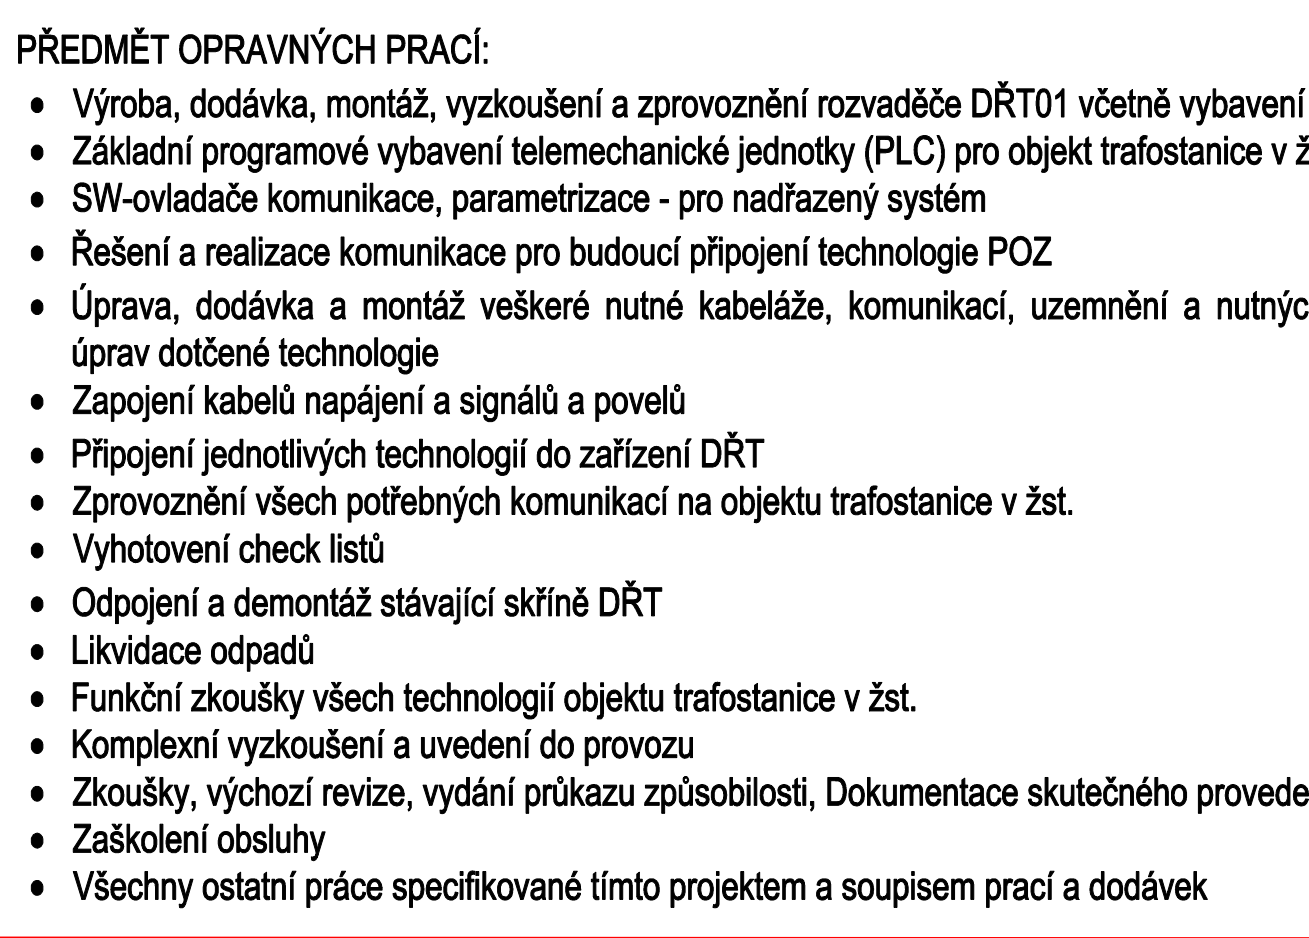 PŘEDMĚT OPRAVNÝCH PRACÍ:
• Výroba, dodávka, montáž, vyzkoušení a zprovoznění rozvaděče DŘT01 včetně vybavení
• Základní programové vybavení telemechanické jednotky (PLC) pro objekt trafostanice v ž
• SW-ovladače komunikace, parametrizace - pro nadřazený systém
• Řešení a realizace komunikace pro budoucí připojení technologie POZ
• Úprava, dodávka a montáž veškeré nutné kabeláže, komunikací, uzemnění a nutnýc
úprav dotčené technologie
• Zapojení kabelů napájení a signálů a povelů
• Připojení jednotlivých technologií do zařízení DŘT
• Zprovoznění všech potřebných komunikací na objektu trafostanice v žst.
• Vyhotovení check listů
• Odpojení a demontáž stávající skříně DŘT
• Likvidace odpadů
• Funkční zkoušky všech technologií objektu trafostanice v žst.
• Komplexní vyzkoušení a uvedení do provozu
• Zkoušky, výchozí revize, vydání průkazu způsobilosti, Dokumentace skutečného provede
• Zaškolení obsluhy
• Všechny ostatní práce specifikované tímto projektem a soupisem prací a dodávek